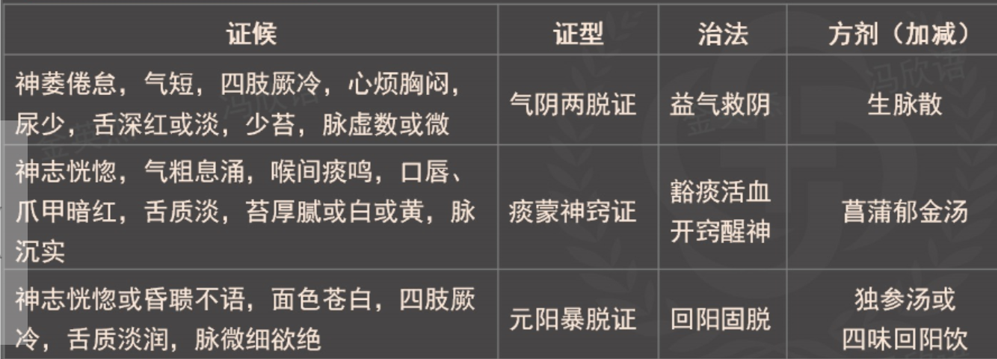 证候 证型 治法 方剂（加减）
神萎倦怠，气短，四肢厥冷，心烦胸闷，
尿少，舌深红或淡，少苔，脉虚数或微
气阴两脱证
益气救阴
生脉散
神志恍惚，气粗息涌，喉间痰鸣，口唇、
爪甲暗红，舌质淡，苔厚腻或白或黄，脉
沉实
痰蒙神窍证
豁痰活血
开窍醒神
菖蒲郁金汤
神志恍惚或昏聩不语，面色苍白，四肢厥
冷，舌质淡润，脉微细欲绝
元阳暴脱证
回阳固脱
独参汤或
四味回阳饮
冯欣语
冯欣语